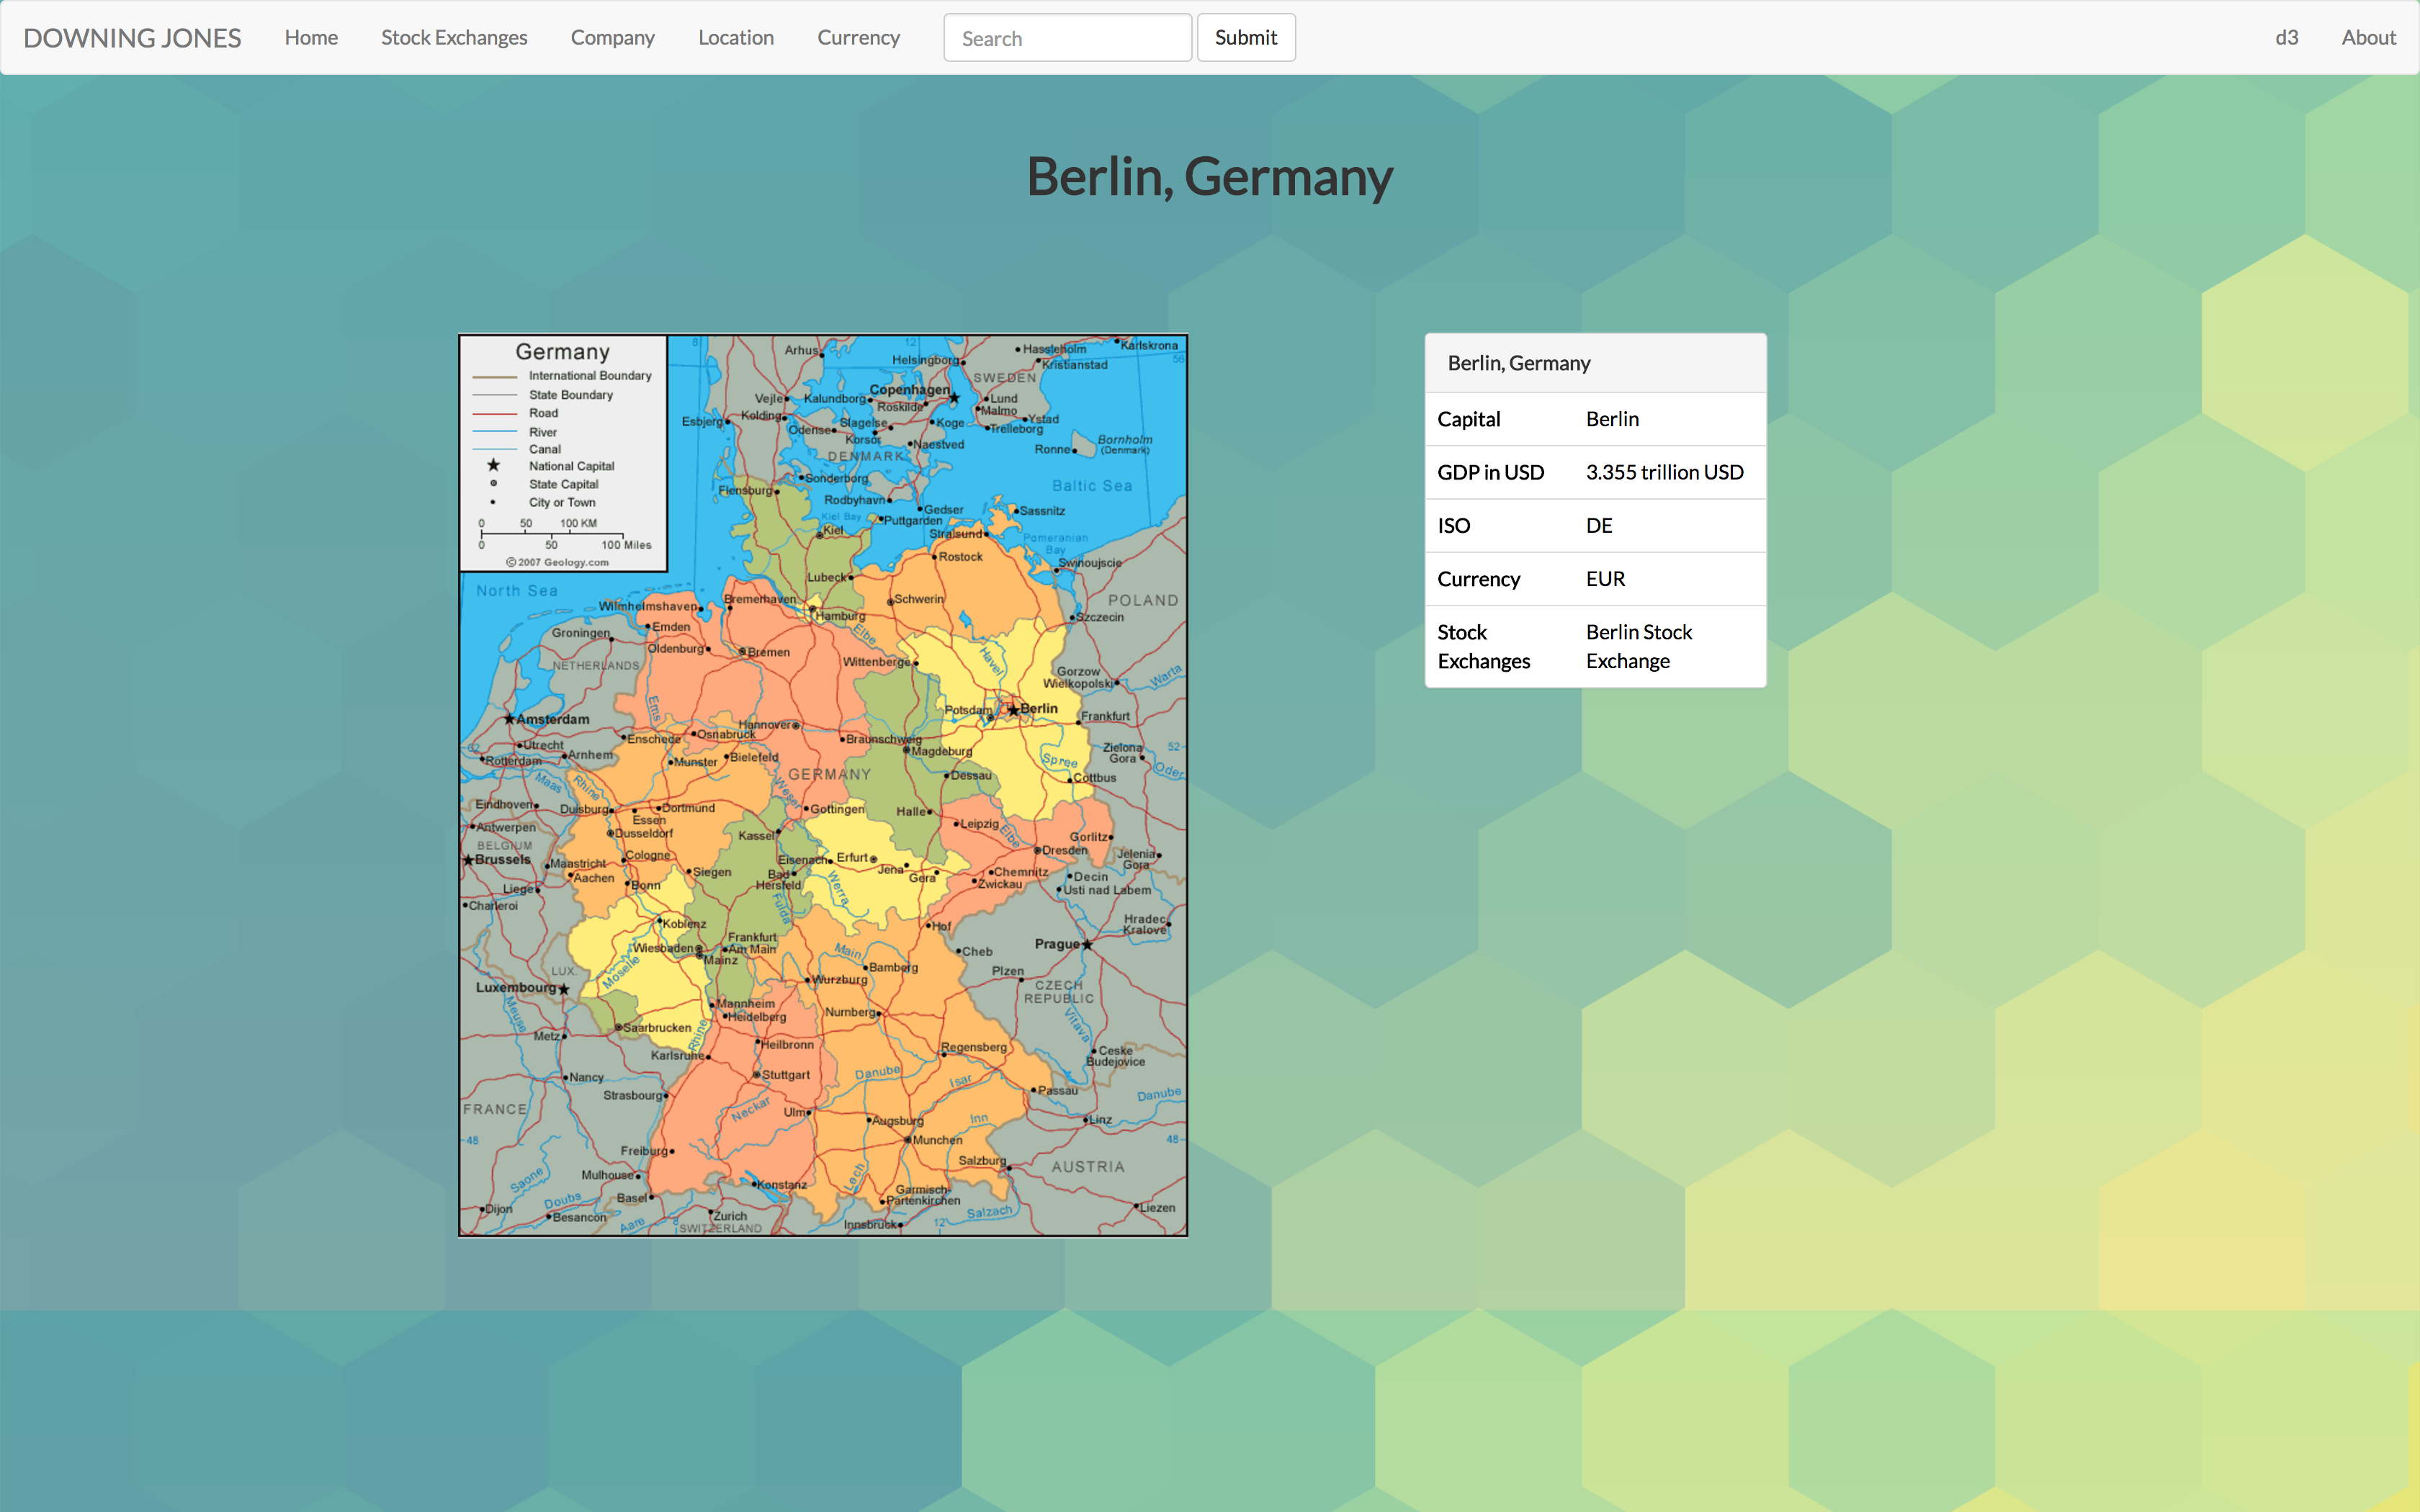 DOWNING JONES Home Stock Exchanges Company Location Currency Search Submit d3 About
Berlin, Germany
Germany
International Boundary
State Boundary
Road
River
Canal
National Capital
State Capital
City or Town
0 50 100 KM
0 50 100 Miles
©2007 Geology.com
8
12
56
Arhus
Helsingborg
Hassleholm
Karlskrona
Kristianstad
SWEDEN
Copenhagen
Vejle
Kalundborg
Roskilde
Lund
Malmo
Esbjerg
Kolding
Odense
Slagelse
Korsor
Koge
Ystad
Trelleborg
Naestved
Bornholm
(Denmark)
Ronne
DENMARK
Sonderborg
Baltic Sea
Flensburg
Rodbyhavn
Gedser
Sassnitz
Kiel Bay
Puttgarden
Kiel
Stralsund
Pomeranian
Bay
Rostock
Swinoujscie
Lubeck
North Sea
Wilmhelmshaven
Bremerhaven
Schwerin
POLAND
Hamburg
Szczecin
Groningen
Emden
Elbe
Oldenburg
Bremen
NETHERLANDS
Wittenberge
Havel
Gorzow
Wielkopolski
Warta
Ems
Potsdam
Berlin
Frankfurt
Amsterdam
Hannover
Osnabruck
Enschede
Braunschweig
Utrecht
52
Magdeburg
Zielona
Gora
52
Rotterdam
Arnhem
Munster
Bielefeld
GERMANY
Spree
Oder
Maas
Rhine
Dessau
Cottbus
Weser
Eindhoven
Duisburg
Dortmund
Essen
Gottingen
Halle
Antwerpen
Dusseldorf
Kassel
Leipzig
Elbe
Gorlitz
BELGIUM
Brussels
Maastricht
Cologne
Eisenach
Erfurt
Dresden
Jelenia
Gora
Aachen
Siegen
Bad
Hersfeld
Jena
Gera
Chemnitz
Zwickau
Decin
Liege
Bonn
Werra
Usti nad Labem
Charleroi
Fulda
Koblenz
Hof
Hradec
Kralove
Wiesbaden
Frankfurt
Am Main
Main
Prague
Mainz
Cheb
LUX.
Moselle
Bamberg
Plzen
Luxembourg
Wurzburg
CZECH
REPUBLIC
Meuse
Mannheim
Heidelberg
Nurnberg
Vltava
Saarbrucken
Metz
Rhine
Heilbronn
Karlsruhe
Regensberg
Ceske
Budejovice
Nancy
Stuttgart
Danube
Isar
Passau
Strasbourg
Danube
FRANCE
Neckar
Ulm
Augsburg
Inn
Linz
48
Munchen
48
Freiburg
Salzburg
AUSTRIA
Saone
Mulhouse
Konstanz
Lech
Doubs
Basel
Garmisch-
Partenkirchen
Dijon
Besancon
Aare
8
Zurich
SWITZERLAND
Innsbruck
12
Salzach
Liezen
Berlin, Germany
Capital Berlin
GDP in USD 3.355 trillion USD
ISO DE
Currency EUR
Stock Exchanges Berlin Stock Exchange